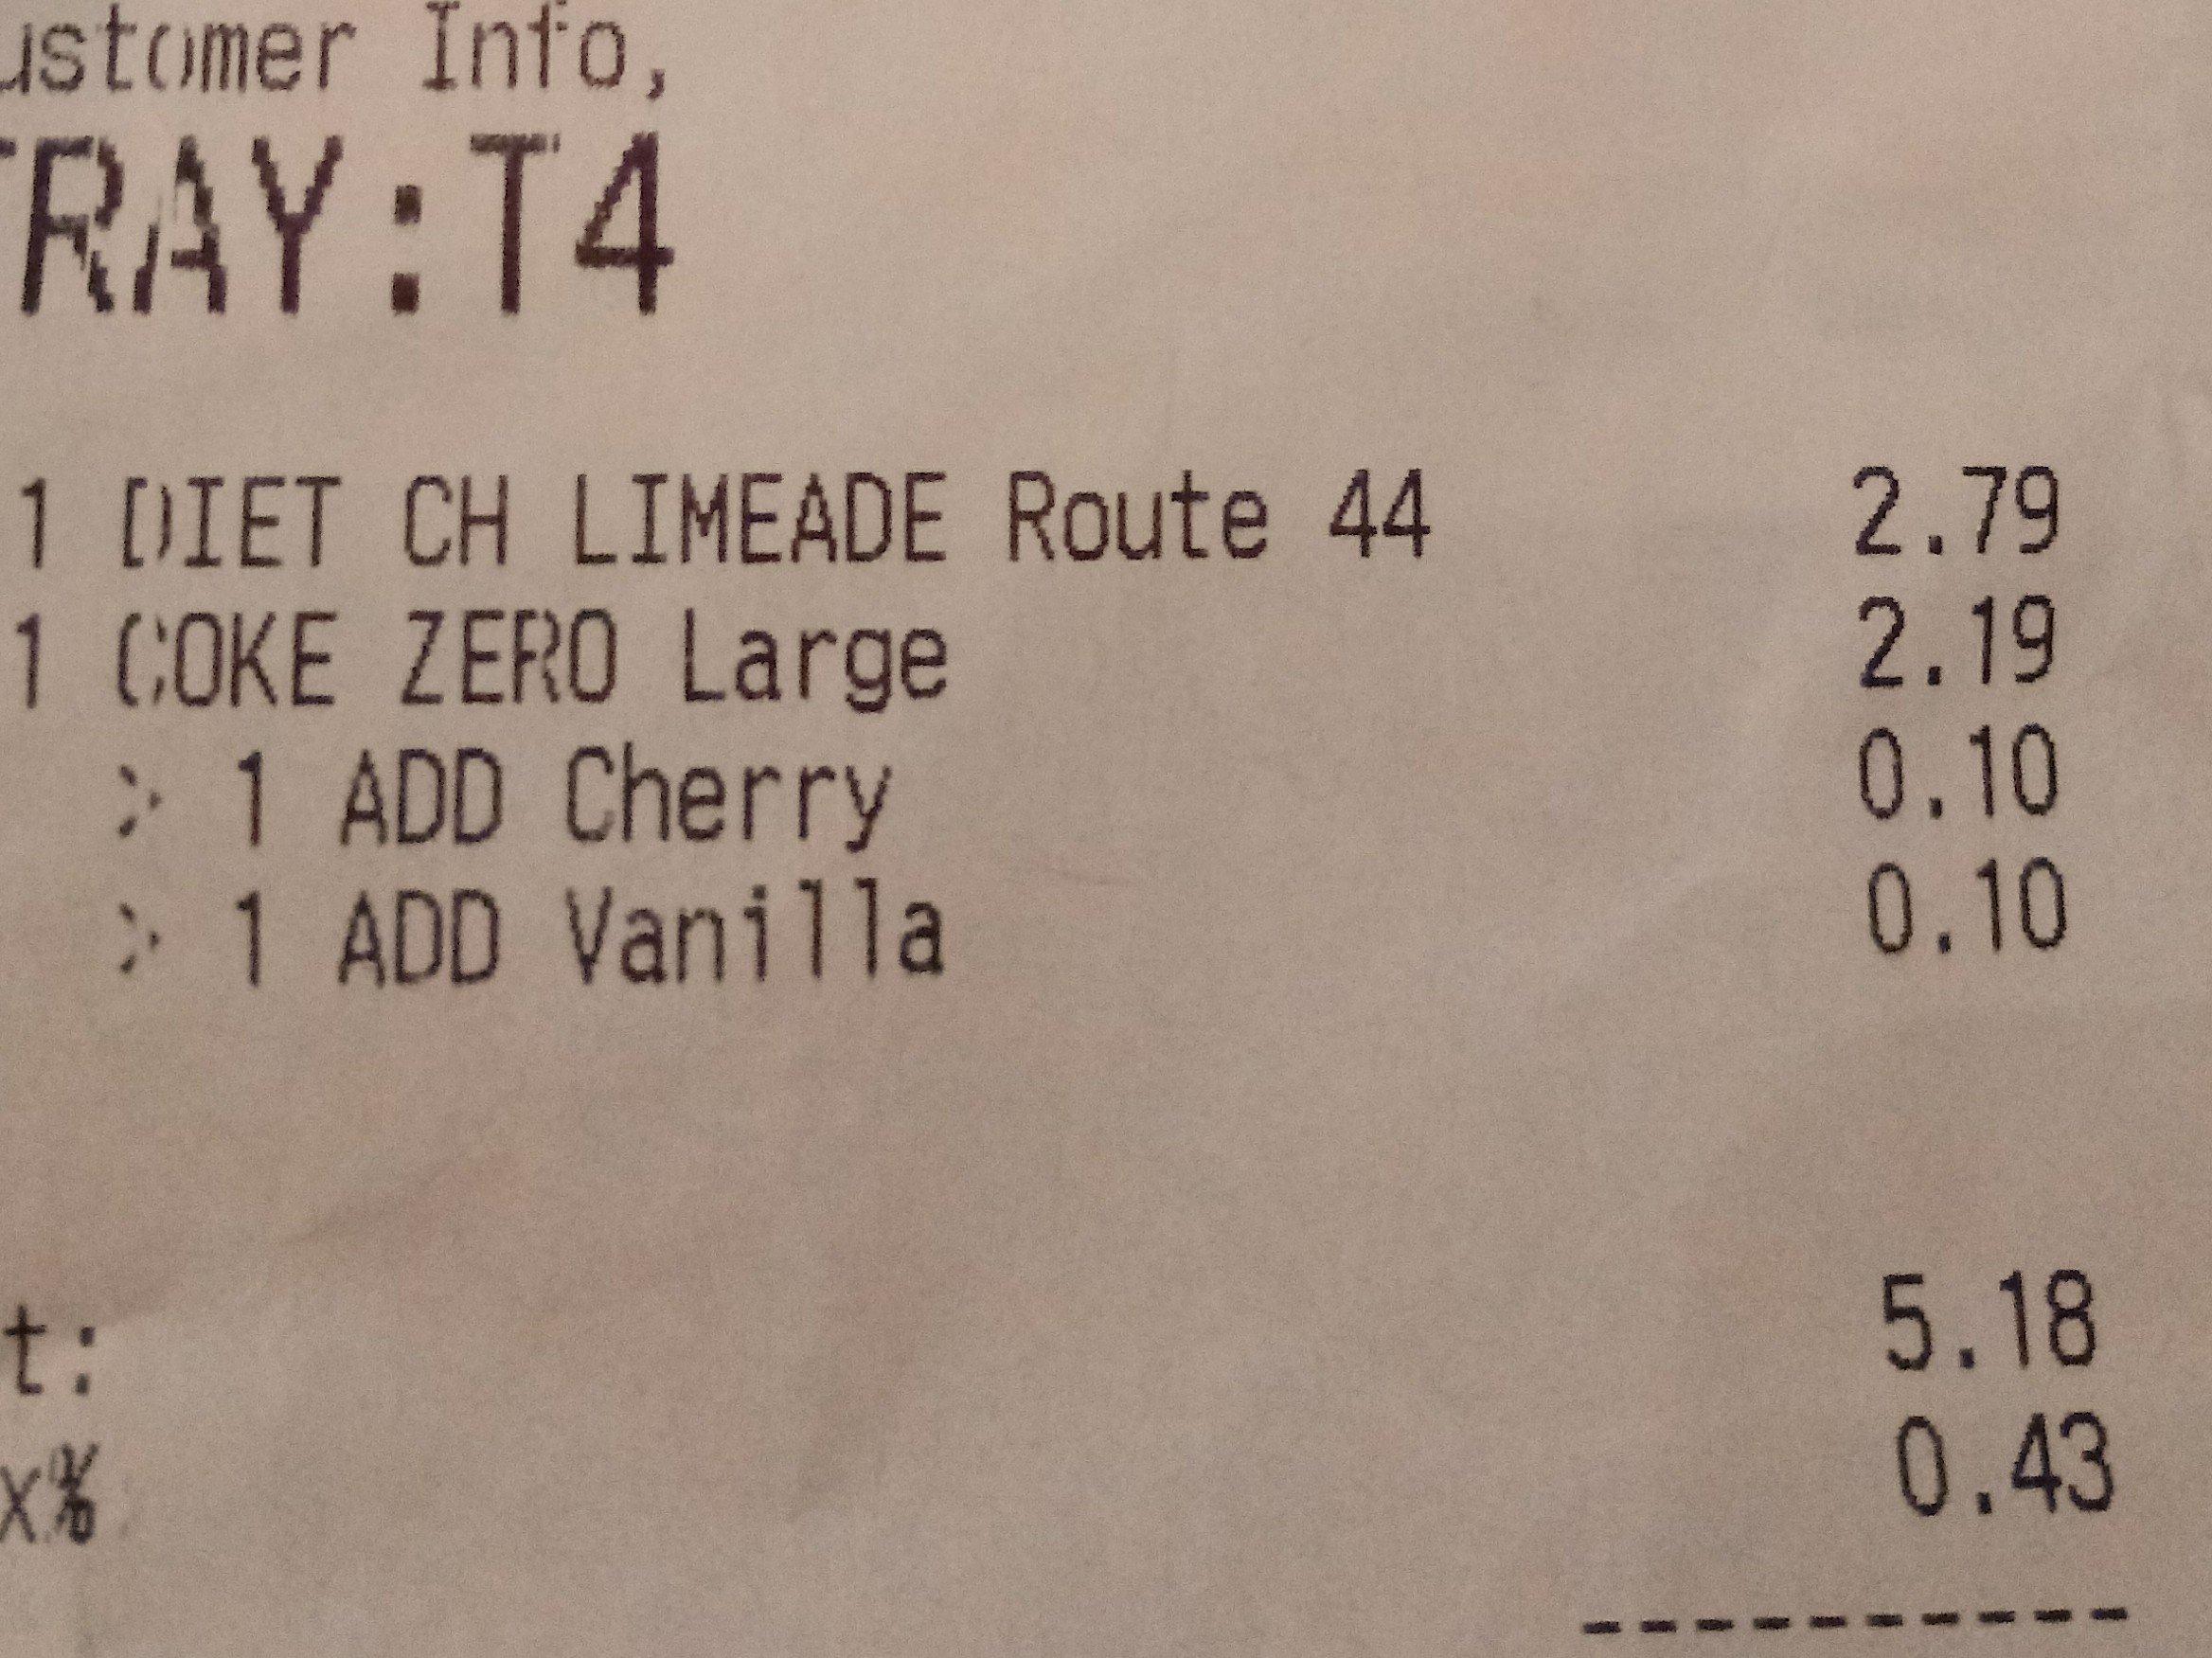 ustomer Info,
TRAY:T4
1 DIET CH LIMEADE Route 44 2.79
1 COKE ZERO Large 2.19
> 1 ADD Cherry 0.10
> 1 ADD Vanilla 0.10
t: 5.18
x% 0.43
----------